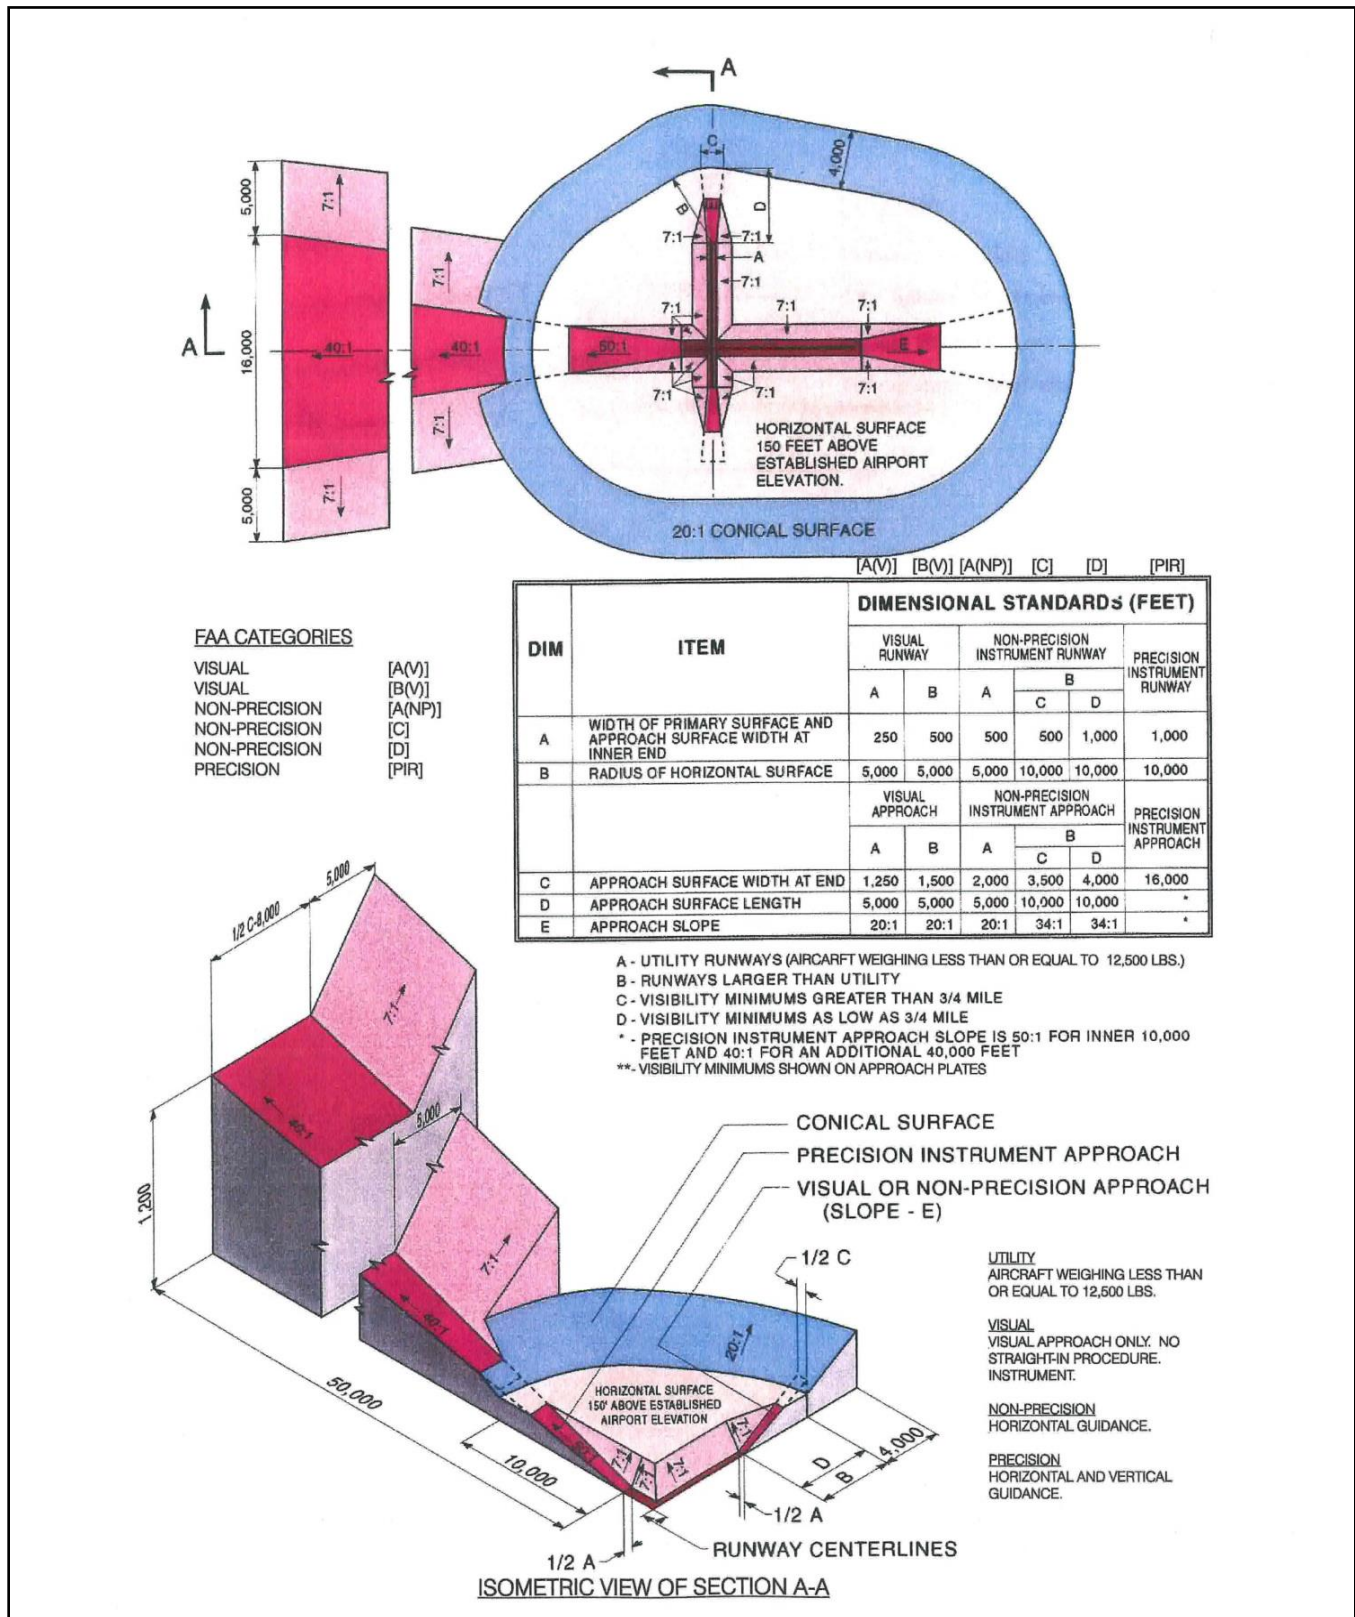 A
C
4,000
5,000
7:1
B
D
7:1
7:1
A
7:1
7:1
7:1
7:1
7:1
A
16,000
40:1
40:1
50:1
E
7:1
7:1
7:1
7:1
HORIZONTAL SURFACE
150 FEET ABOVE
ESTABLISHED AIRPORT
ELEVATION.
5,000
7:1
20:1 CONICAL SURFACE
[A(V)] [B(V)] [A(NP)] [C] [D] [PIR]
DIM ITEM DIMENSIONAL STANDARDS (FEET)
VISUAL RUNWAY NON-PRECISION INSTRUMENT RUNWAY PRECISION INSTRUMENT RUNWAY
A B A B
C D
A WIDTH OF PRIMARY SURFACE AND APPROACH SURFACE WIDTH AT INNER END 250 500 500 500 1,000 1,000
B RADIUS OF HORIZONTAL SURFACE 5,000 5,000 5,000 10,000 10,000 10,000
VISUAL APPROACH NON-PRECISION INSTRUMENT APPROACH PRECISION INSTRUMENT APPROACH
A B A B
C D
C APPROACH SURFACE WIDTH AT END 1,250 1,500 2,000 3,500 4,000 16,000
D APPROACH SURFACE LENGTH 5,000 5,000 5,000 10,000 10,000 *
E APPROACH SLOPE 20:1 20:1 20:1 34:1 34:1 *
FAA CATEGORIES
VISUAL [A(V)]
VISUAL [B(V)]
NON-PRECISION [A(NP)]
NON-PRECISION [C]
NON-PRECISION [D]
PRECISION [PIR]
A - UTILITY RUNWAYS (AIRCARFT WEIGHING LESS THAN OR EQUAL TO 12,500 LBS.)
B - RUNWAYS LARGER THAN UTILITY
C - VISIBILITY MINIMUMS GREATER THAN 3/4 MILE
D - VISIBILITY MINIMUMS AS LOW AS 3/4 MILE
* - PRECISION INSTRUMENT APPROACH SLOPE IS 50:1 FOR INNER 10,000
FEET AND 40:1 FOR AN ADDITIONAL 40,000 FEET
**- VISIBILITY MINIMUMS SHOWN ON APPROACH PLATES
5,000
1/2 C-8,000
7:1
40:1
5,000
1,200
7:1
40:1
50,000
CONICAL SURFACE
PRECISION INSTRUMENT APPROACH
VISUAL OR NON-PRECISION APPROACH
(SLOPE - E)
1/2 C
20:1
HORIZONTAL SURFACE
150' ABOVE ESTABLISHED
AIRPORT ELEVATION
50:1
7:1
7:1
7:1
7:1
10,000
D
B
4,000
1/2 A
1/2 A
RUNWAY CENTERLINES
UTILITY
AIRCRAFT WEIGHING LESS THAN
OR EQUAL TO 12,500 LBS.
VISUAL
VISUAL APPROACH ONLY. NO
STRAIGHT-IN PROCEDURE.
INSTRUMENT.
NON-PRECISION
HORIZONTAL GUIDANCE.
PRECISION
HORIZONTAL AND VERTICAL
GUIDANCE.
ISOMETRIC VIEW OF SECTION A-A